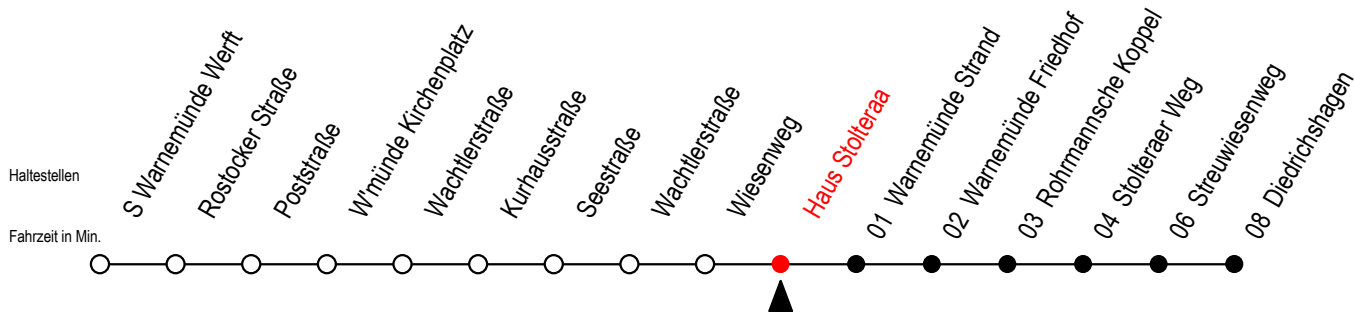 Haltestellen
Fahrzeit in Min.
S Warnemünde Werft
Rostocker Straße
Poststraße
W'münde Kirchenplatz
Wachtlerstraße
Kurhausstraße
Seestraße
Wachtlerstraße
Wiesenweg
Haus Stolteraa
01 Warnemünde Strand
02 Warnemünde Friedhof
03 Rohrmannsche Koppel
04 Stolteraer Weg
06 Streuwiesenweg
08 Diedrichshagen